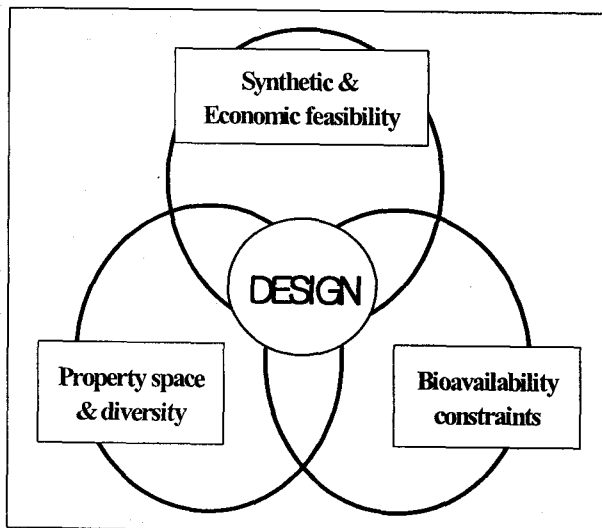 Synthetic &
Economic feasibility
DESIGN
Property space
& diversity
Bioavailability
constraints